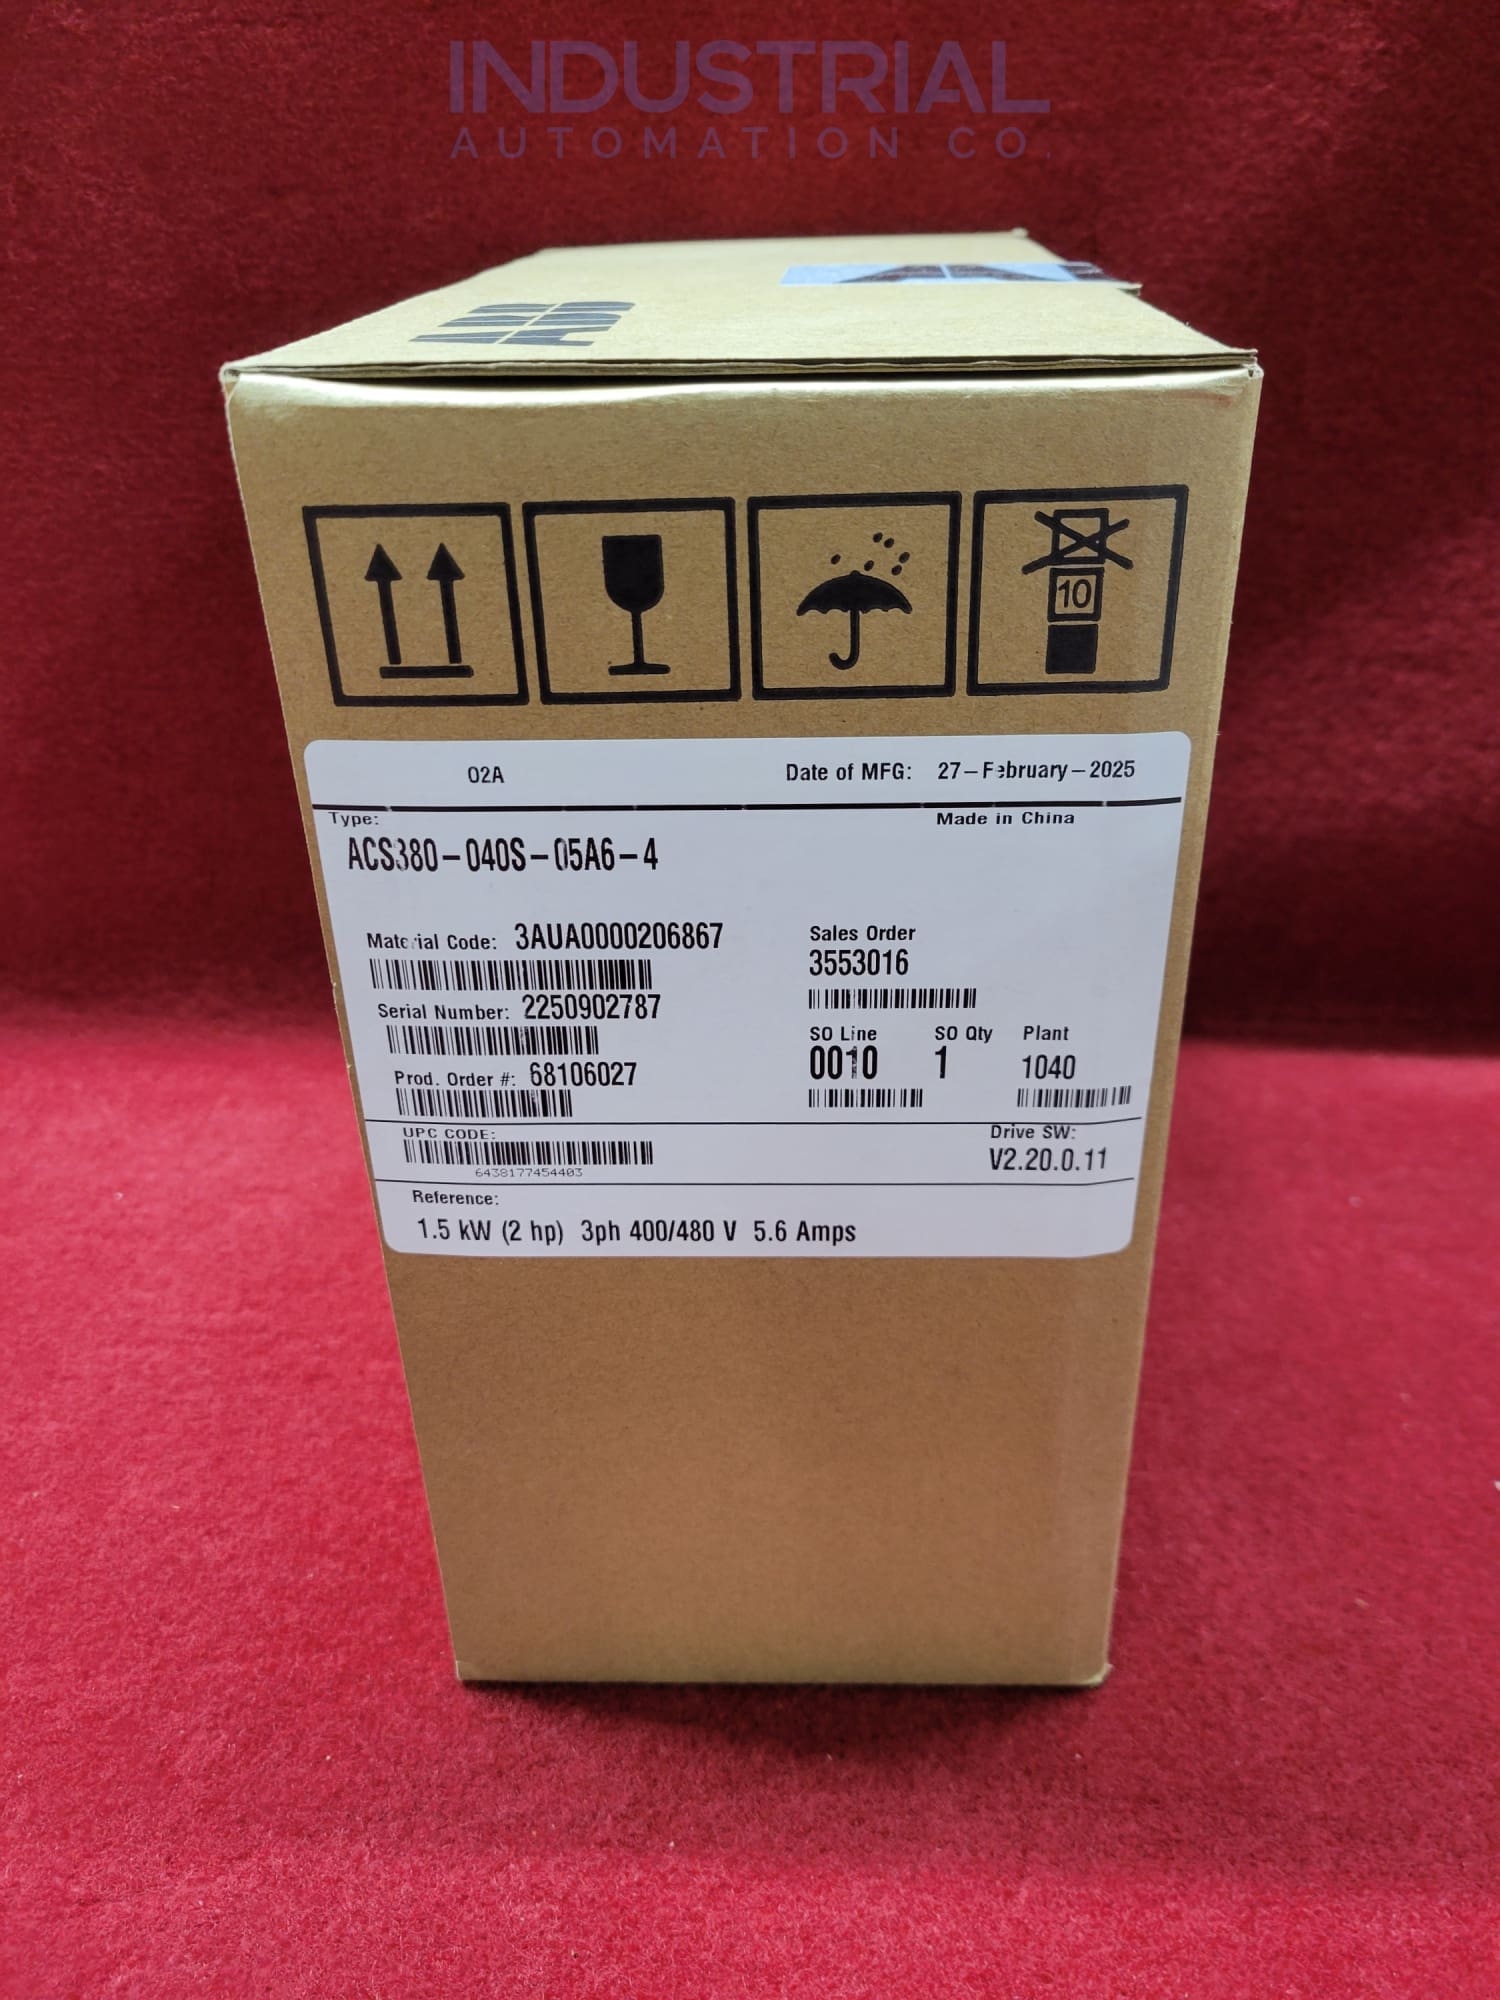 INDUSTRIAL
AUTOMATION CO.
ABB
10
02A Date of MFG: 27-February-2025
Type: Made in China
ACS380-040S-05A6-4
Material Code: 3AUA0000206867
Sales Order
3553016
Serial Number: 2250902787
SO Line SO Qty Plant
0010 1 1040
Prod. Order #: 68106027
UPC CODE:
6438177454403
Drive SW:
V2.20.0.11
Reference:
1.5 kW (2 hp) 3ph 400/480 V 5.6 Amps